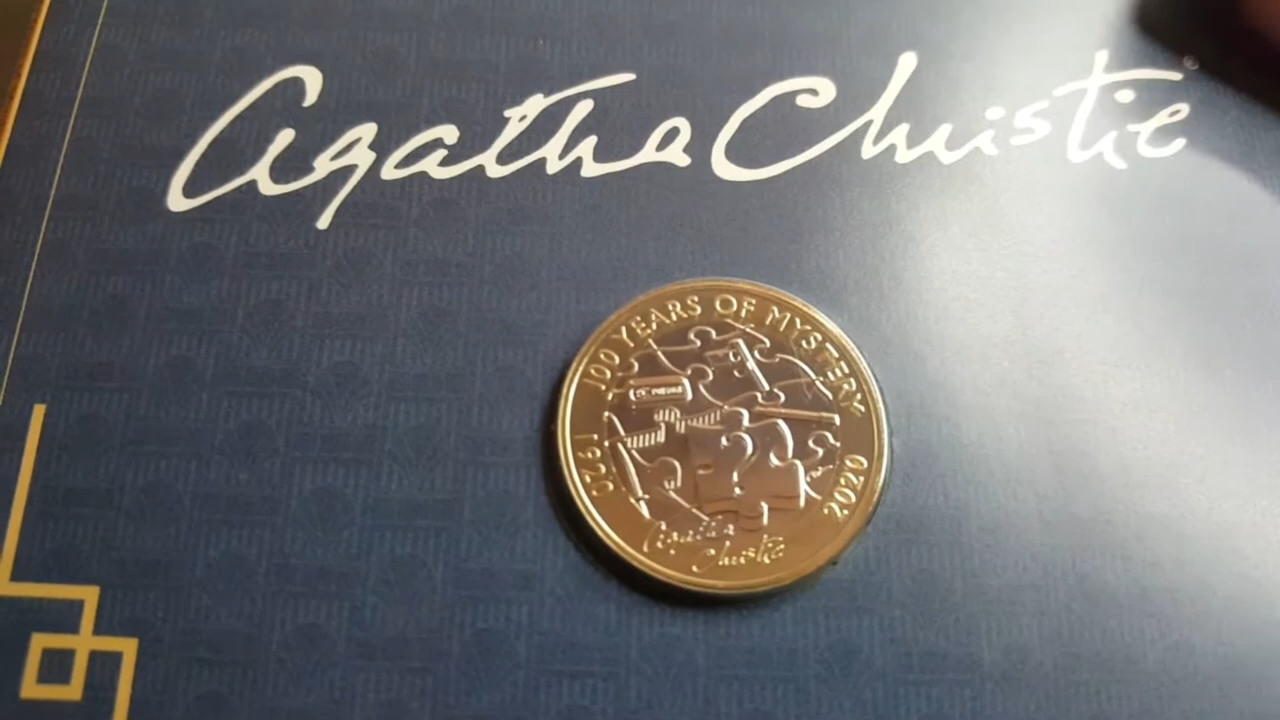 Agatha Christie
100 YEARS OF MYSTERY
1920
?
2020
Agatha
Christie